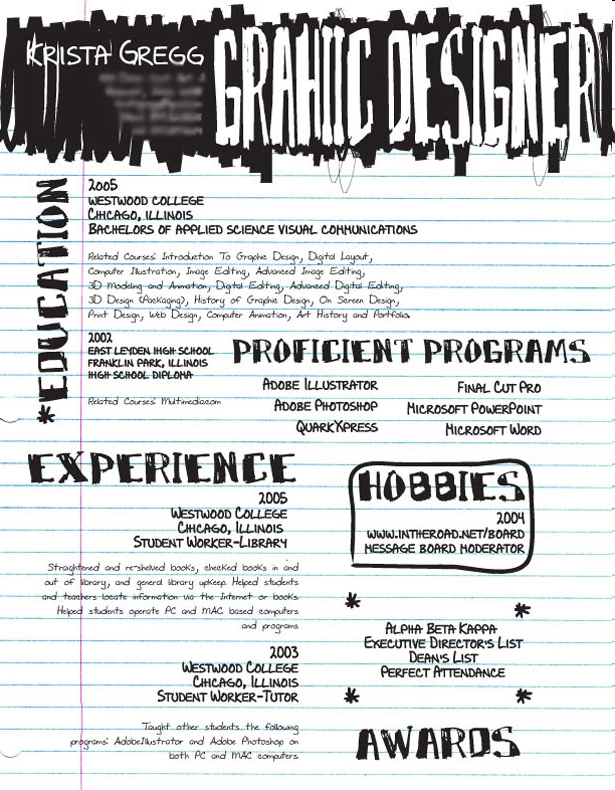 KRISTA GREGG
GRAHIIC DESIGNER
*EDUCATION
2005
WESTWOOD COLLEGE
CHICAGO, ILLINOIS
BACHELORS OF APPLIED SCIENCE VISUAL COMMUNICATIONS
Related Courses: Introduction To Graphic Design, Digital Layout,
Computer Illustration, Image Editing, Advanced Image Editing,
3D Modeling and Animation, Digital Editing, Advanced Digital Editing,
3D Design (Packaging), History of Graphic Design, On Screen Design,
Print Design, Web Design, Computer Animation, Art History and Portfolio.
2002
EAST LEYDEN HIGH SCHOOL
FRANKLIN PARK, ILLINOIS
HIGH SCHOOL DIPLOMA
Related Courses: Multimedia.com
PROFICIENT PROGRAMS
ADOBE ILLUSTRATOR
ADOBE PHOTOSHOP
QUARKXPRESS
FINAL CUT PRO
MICROSOFT POWERPOINT
MICROSOFT WORD
EXPERIENCE
2005
WESTWOOD COLLEGE
CHICAGO, ILLINOIS
STUDENT WORKER-LIBRARY
Straightened and re-shelved books, checked books in and
out of library, and general library upkeep. Helped students
and teachers locate information via the Internet or books.
Helped students operate PC and MAC based computers
and programs
2003
WESTWOOD COLLEGE
CHICAGO, ILLINOIS
STUDENT WORKER-TUTOR
Taught other students the following
programs: AdobeIllustrator and Adobe Photoshop on
both PC and MAC computers.
HOBBIES
2004
WWW.INTHEROAD.NET/BOARD
MESSAGE BOARD MODERATOR
* *
ALPHA BETA KAPPA
EXECUTIVE DIRECTOR'S LIST
DEAN'S LIST
PERFECT ATTENDANCE
* *
AWARDS